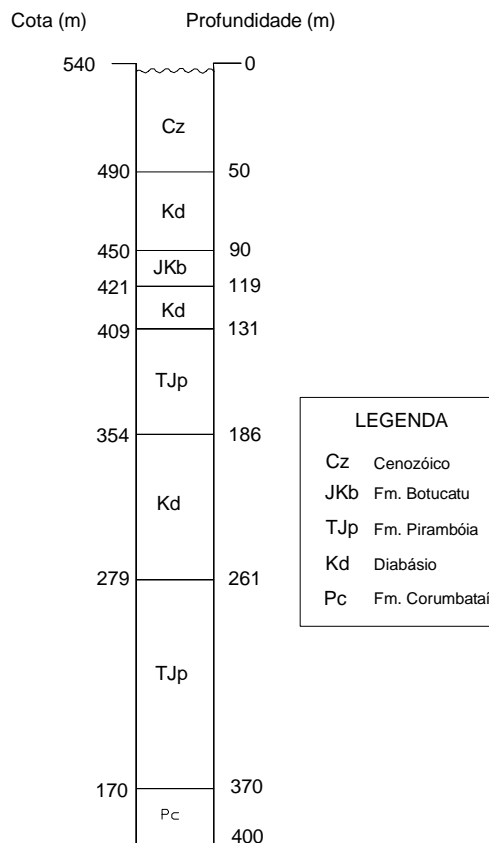 Cota (m) Profundidade (m)
540 0
Cz
490 50
Kd
450 90
JKb
421 119
Kd
409 131
TJp
354 186
Kd
279 261
TJp
170 370
Pc
400
LEGENDA
Cz Cenozóico
JKb Fm. Botucatu
TJp Fm. Pirambóia
Kd Diabásio
Pc Fm. Corumbataí